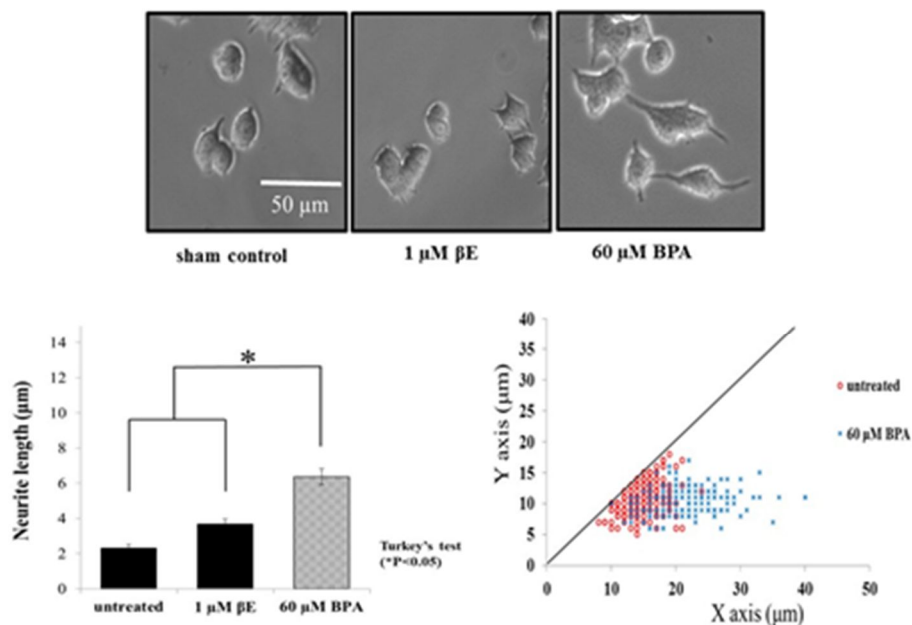 50 μm
sham control
1 μM βE
60 μM BPA
14
12
10
8
6
4
2
0
Neurite length (μm)
*
untreated
1 μM βE
60 μM BPA
Turkey's test
(*P<0.05)
40
35
30
25
20
15
10
5
0
Y axis (μm)
0
10
20
30
40
50
X axis (μm)
untreated
60 μM BPA